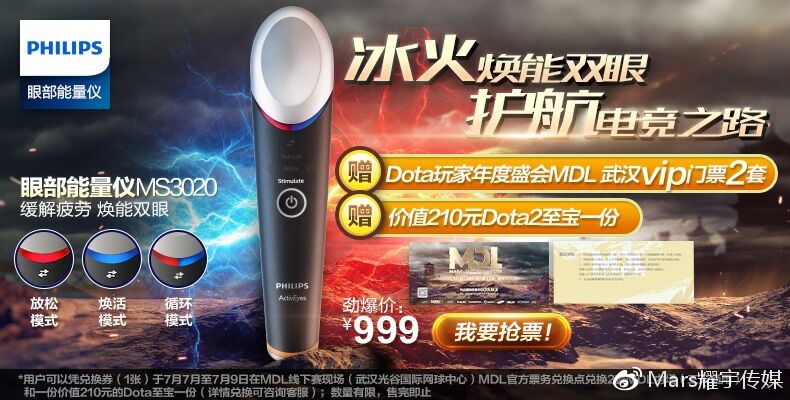 PHILIPS
眼部能量仪
冰火焕能双眼
护航电竞之路
赠 Dota玩家年度盛会MDL 武汉vip门票2套
赠 价值210元Dota2至宝一份
眼部能量仪MS3020
缓解疲劳 焕能双眼
放松模式
焕活模式
循环模式
Refresh
Stimulate
PHILIPS
ActivEyes
MDL
劲爆价:
¥999
我要抢票!
*用户可以凭兑换券（1张）于7月7月至7月9日在MDL线下赛现场（武汉光谷国际网球中心）MDL官方票务兑换点兑换2
和一份价值210元的Dota至宝一份（详情兑换可咨询客服）；数量有限，售完即止
@Mars耀宇传媒